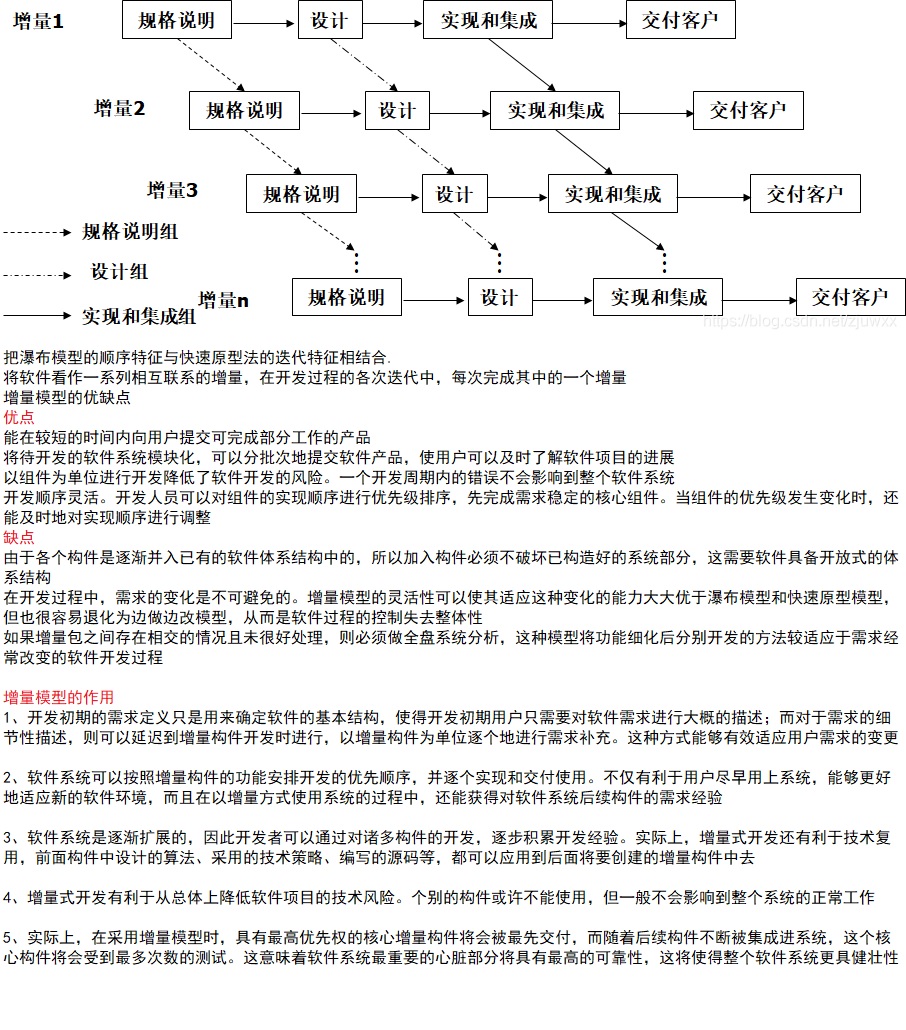 增量1 规格说明 设计 实现和集成 交付客户
增量2 规格说明 设计 实现和集成 交付客户
增量3 规格说明 设计 实现和集成 交付客户
规格说明组
设计组
增量n 规格说明 设计 实现和集成 交付客户
实现和集成组
https://blog.csdn.net/zjuwxx
把瀑布模型的顺序特征与快速原型法的迭代特征相结合.
将软件看作一系列相互联系的增量，在开发过程的各次迭代中，每次完成其中的一个增量
增量模型的优缺点
优点
能在较短的时间内向用户提交可完成部分工作的产品
将待开发的软件系统模块化，可以分批次地提交软件产品，使用户可以及时了解软件项目的进展
以组件为单位进行开发降低了软件开发的风险。一个开发周期内的错误不会影响到整个软件系统
开发顺序灵活。开发人员可以对组件的实现顺序进行优先级排序，先完成需求稳定的核心组件。当组件的优先级发生变化时，还
能及时地对实现顺序进行调整
缺点
由于各个构件是逐渐并入已有的软件体系结构中的，所以加入构件必须不破坏已构造好的系统部分，这需要软件具备开放式的体
系结构
在开发过程中，需求的变化是不可避免的。增量模型的灵活性可以使其适应这种变化的能力大大优于瀑布模型和快速原型模型，
但也很容易退化为边做边改模型，从而是软件过程的控制失去整体性
如果增量包之间存在相交的情况且未很好处理，则必须做全盘系统分析，这种模型将功能细化后分别开发的方法较适应于需求经
常改变的软件开发过程
增量模型的作用
1、开发初期的需求定义只是用来确定软件的基本结构，使得开发初期用户只需要对软件需求进行大概的描述；而对于需求的细
节性描述，则可以延迟到增量构件开发时进行，以增量构件为单位逐个地进行需求补充。这种方式能够有效适应用户需求的变更
2、软件系统可以按照增量构件的功能安排开发的优先顺序，并逐个实现和交付使用。不仅有利于用户尽早用上系统，能够更好
地适应新的软件环境，而且在以增量方式使用系统的过程中，还能获得对软件系统后续构件的需求经验
3、软件系统是逐渐扩展的，因此开发者可以通过对诸多构件的开发，逐步积累开发经验。实际上，增量式开发还有利于技术复
用，前面构件中设计的算法、采用的技术策略、编写的源码等，都可以应用到后面将要创建的增量构件中去
4、增量式开发有利于从总体上降低软件项目的技术风险。个别的构件或许不能使用，但一般不会影响到整个系统的正常工作
5、实际上，在采用增量模型时，具有最高优先权的核心增量构件将会被最先交付，而随着后续构件不断被集成进系统，这个核
心构件将会受到最多次数的测试。这意味着软件系统最重要的心脏部分将具有最高的可靠性，这将使得整个软件系统更具健壮性